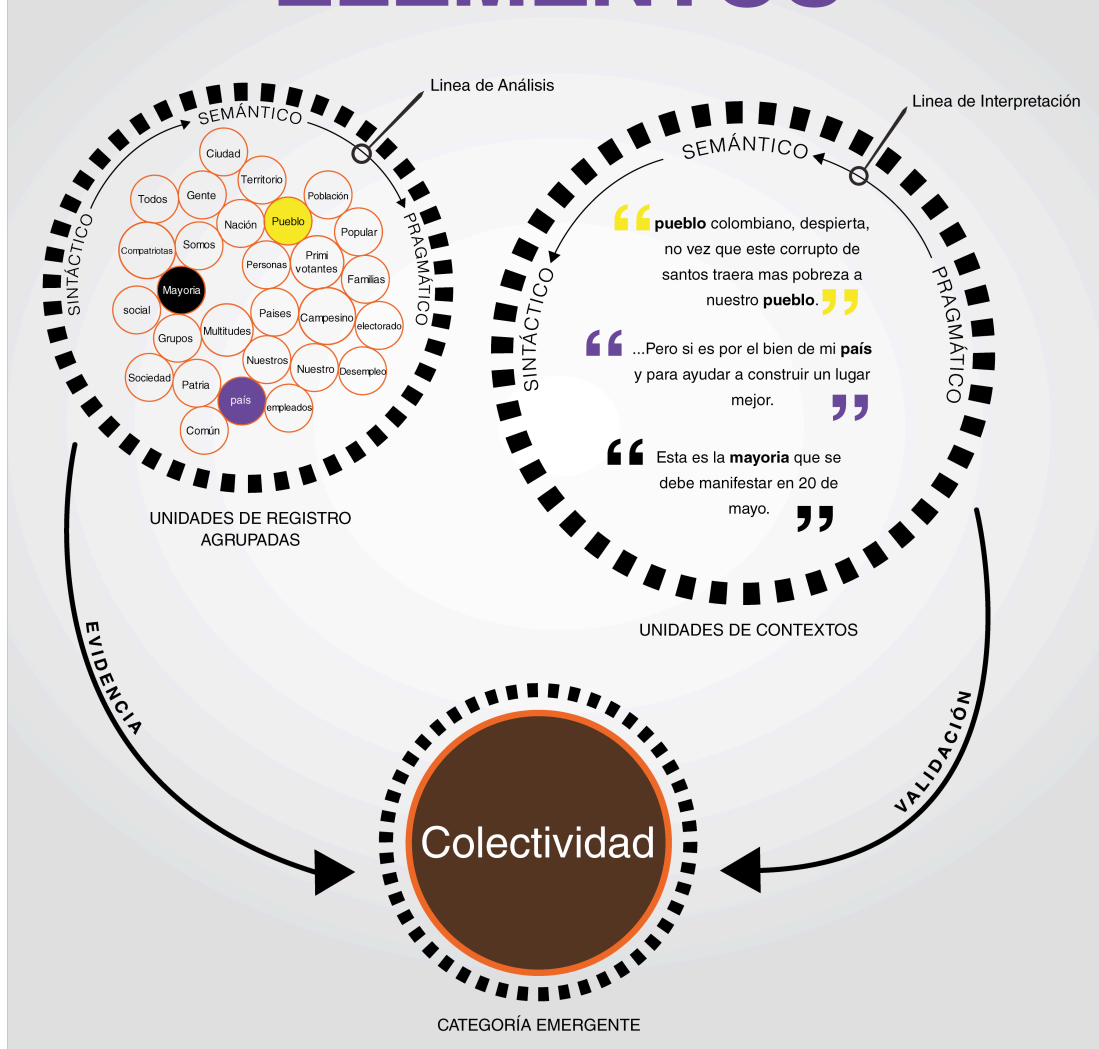 ELEMENTOS
Linea de Análisis
SEMÁNTICO
SINTÁCTICO
PRAGMÁTICO
Ciudad
Territorio
Todos
Gente
Población
Nación
Pueblo
Popular
Compatriotas
Somos
Personas
Primi
votantes
Familias
Mayoria
social
Paises
Campesino
electorado
Grupos
Multitudes
Nuestros
Nuestro
Desempleo
Sociedad
Patria
país
empleados
Común
UNIDADES DE REGISTRO
AGRUPADAS
Linea de Interpretación
SEMÁNTICO
SINTÁCTICO
PRAGMÁTICO
“pueblo colombiano, despierta,
no vez que este corrupto de
santos traera mas pobreza a
nuestro pueblo.”
“...Pero si es por el bien de mi país
y para ayudar a construir un lugar
mejor.”
“Esta es la mayoria que se
debe manifestar en 20 de
mayo.”
UNIDADES DE CONTEXTOS
EVIDENCIA
VALIDACIÓN
Colectividad
CATEGORÍA EMERGENTE